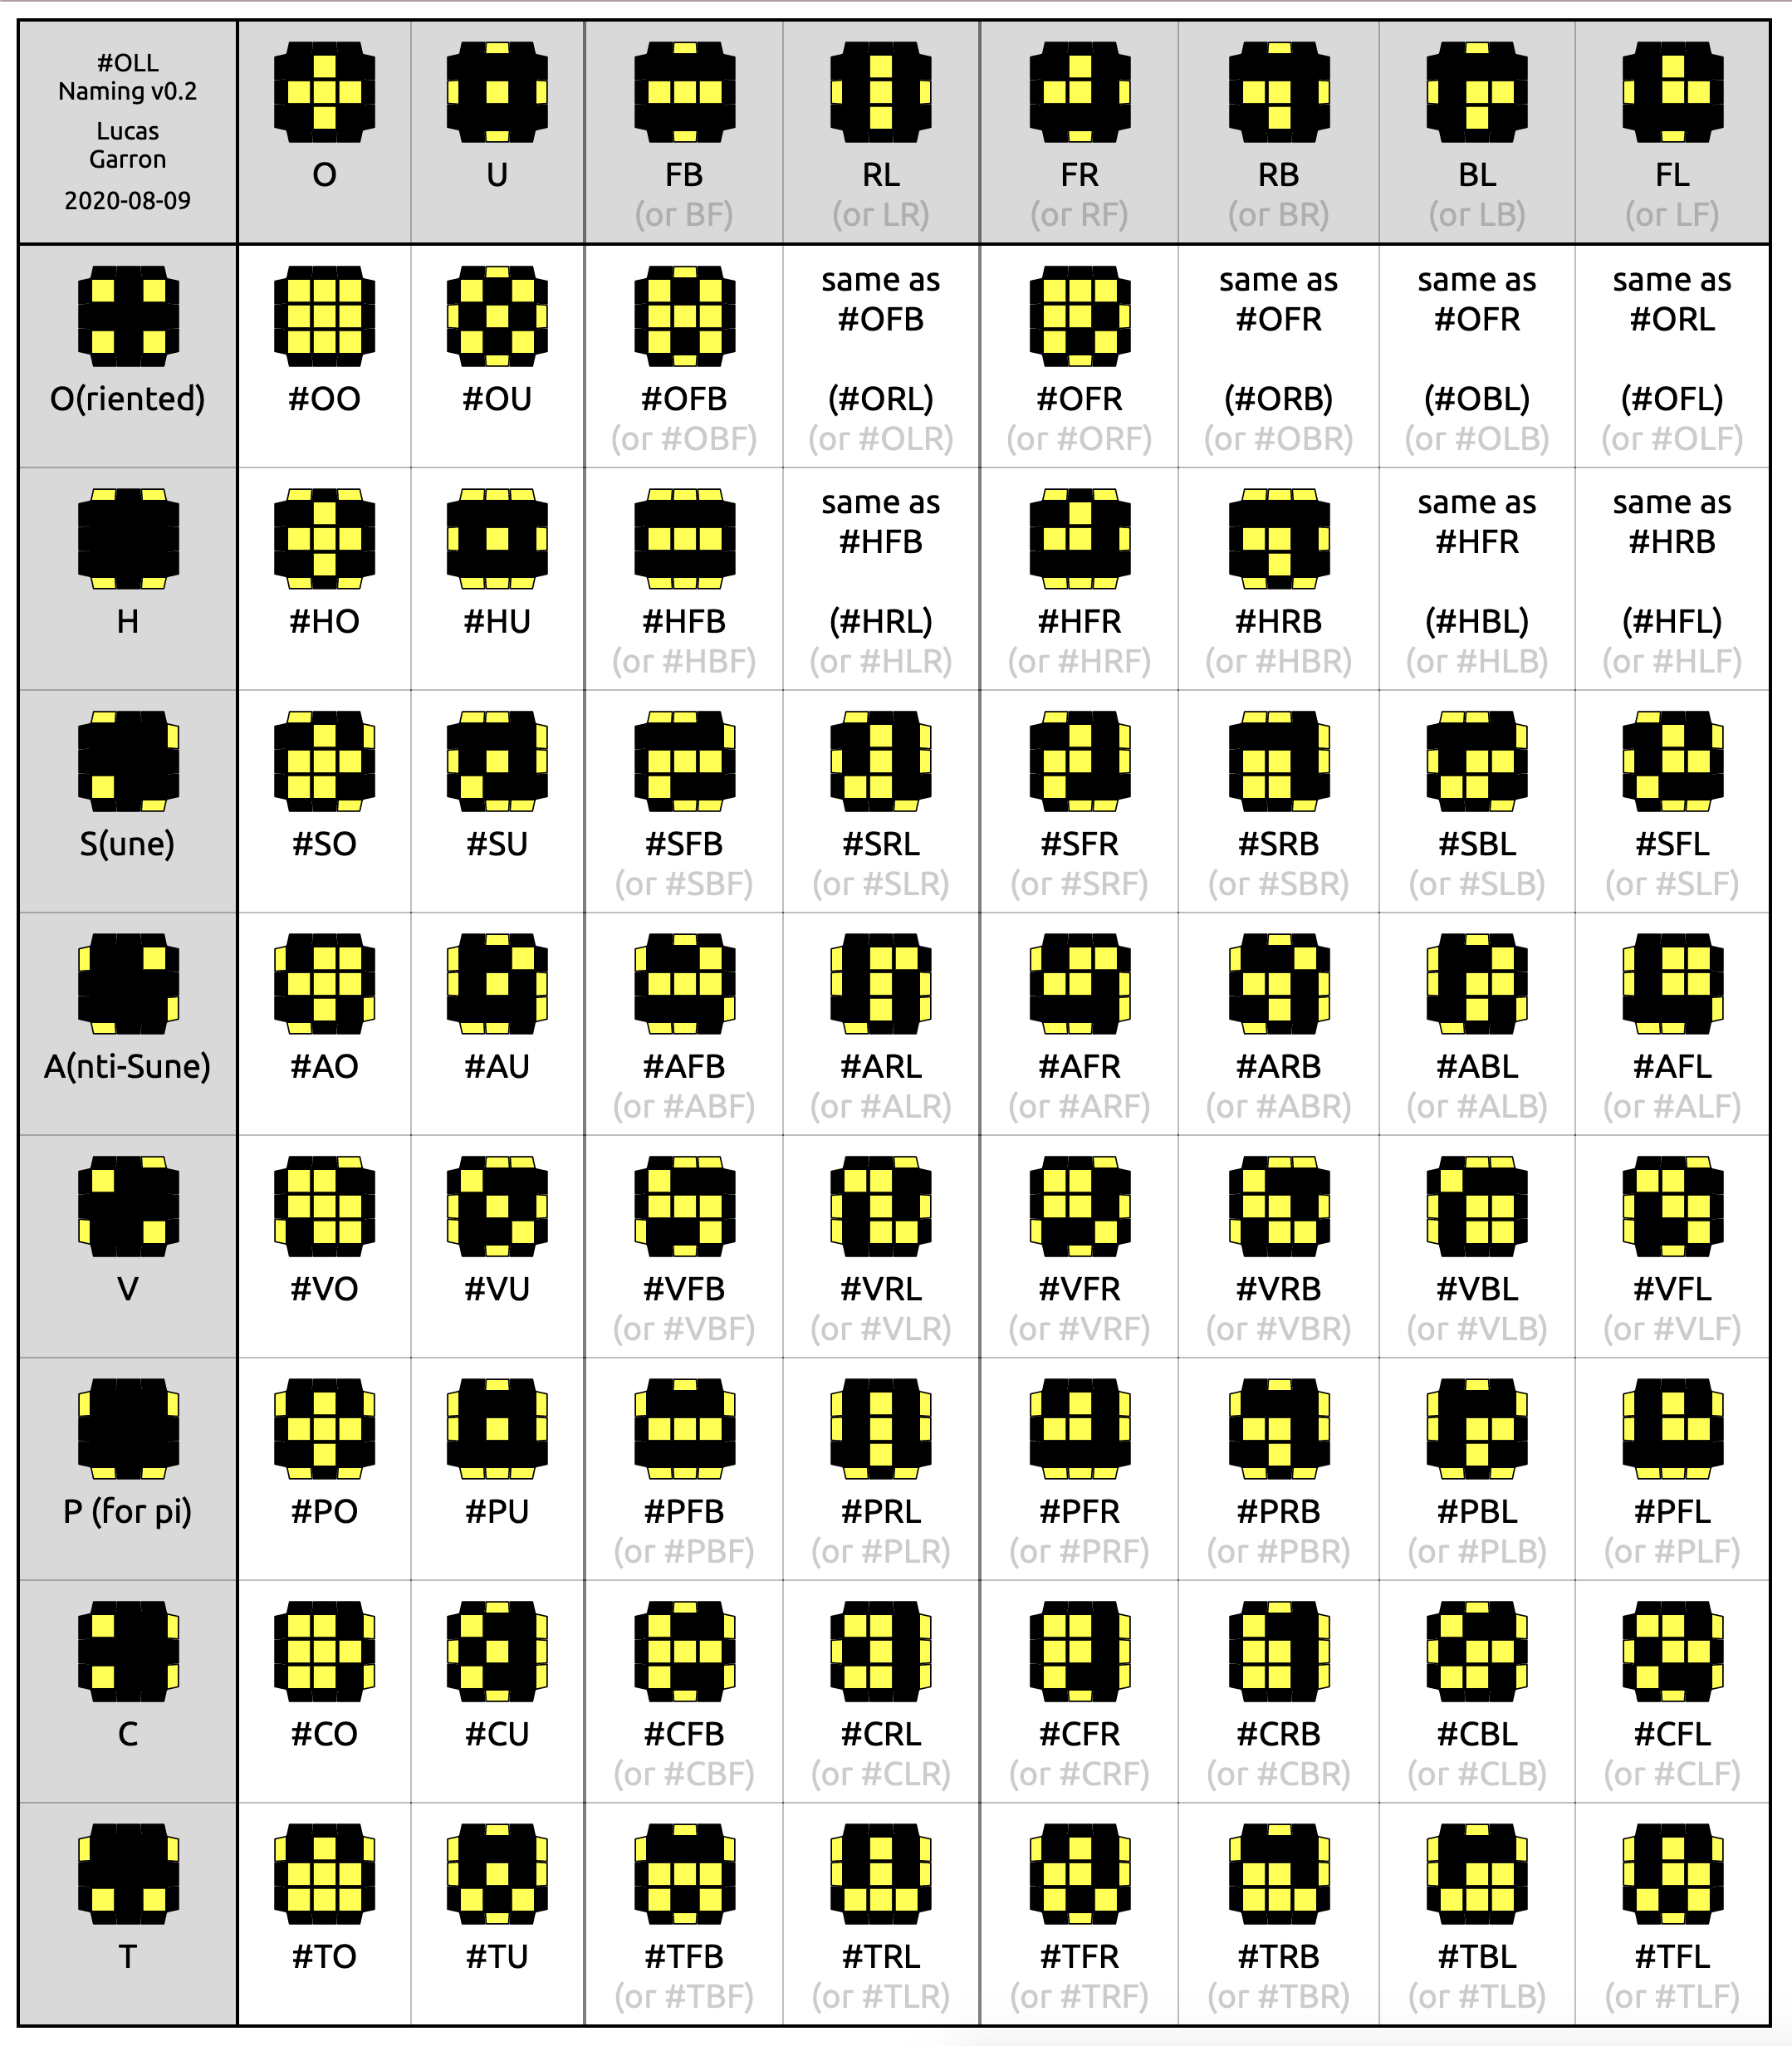 #OLL
Naming v0.2
Lucas
Garron
2020-08-09
O
U
FB
(or BF)
RL
(or LR)
FR
(or RF)
RB
(or BR)
BL
(or LB)
FL
(or LF)
O(riented)
#OO
#OU
#OFB
(or #OBF)
same as
#OFB
(#ORL)
(or #OLR)
#OFR
(or #ORF)
same as
#OFR
(#ORB)
(or #OBR)
same as
#OFR
(#OBL)
(or #OLB)
same as
#ORL
(#OFL)
(or #OLF)
H
#HO
#HU
#HFB
(or #HBF)
same as
#HFB
(#HRL)
(or #HLR)
#HFR
(or #HRF)
#HRB
(or #HBR)
same as
#HFR
(#HBL)
(or #HLB)
same as
#HRB
(#HFL)
(or #HLF)
S(une)
#SO
#SU
#SFB
(or #SBF)
#SRL
(or #SLR)
#SFR
(or #SRF)
#SRB
(or #SBR)
#SBL
(or #SLB)
#SFL
(or #SLF)
A(nti-Sune)
#AO
#AU
#AFB
(or #ABF)
#ARL
(or #ALR)
#AFR
(or #ARF)
#ARB
(or #ABR)
#ABL
(or #ALB)
#AFL
(or #ALF)
V
#VO
#VU
#VFB
(or #VBF)
#VRL
(or #VLR)
#VFR
(or #VRF)
#VRB
(or #VBR)
#VBL
(or #VLB)
#VFL
(or #VLF)
P (for pi)
#PO
#PU
#PFB
(or #PBF)
#PRL
(or #PLR)
#PFR
(or #PRF)
#PRB
(or #PBR)
#PBL
(or #PLB)
#PFL
(or #PLF)
C
#CO
#CU
#CFB
(or #CBF)
#CRL
(or #CLR)
#CFR
(or #CRF)
#CRB
(or #CBR)
#CBL
(or #CLB)
#CFL
(or #CLF)
T
#TO
#TU
#TFB
(or #TBF)
#TRL
(or #TLR)
#TFR
(or #TRF)
#TRB
(or #TBR)
#TBL
(or #TLB)
#TFL
(or #TLF)